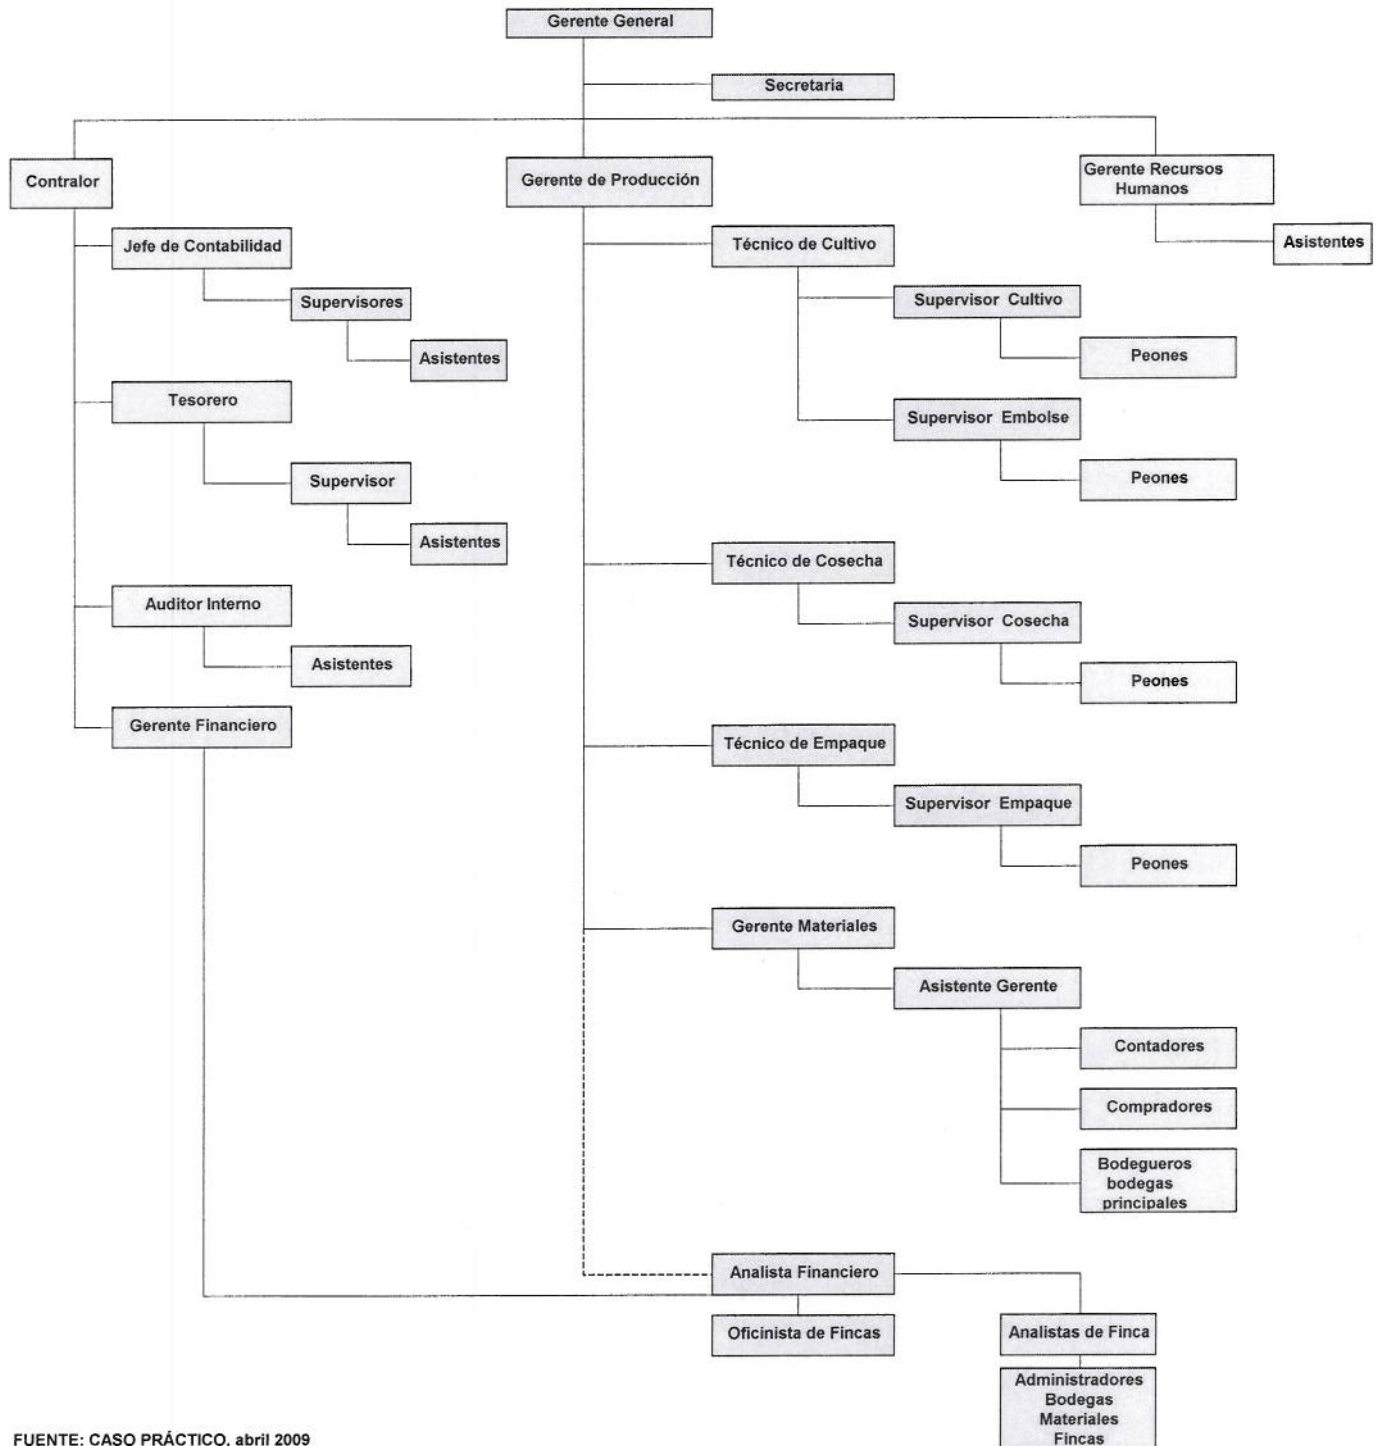 Gerente General
Secretaria
Contralor
Gerente de Producción
Gerente Recursos
Humanos
Jefe de Contabilidad
Técnico de Cultivo
Asistentes
Supervisores
Supervisor Cultivo
Asistentes
Peones
Tesorero
Supervisor Embolse
Supervisor
Peones
Asistentes
Técnico de Cosecha
Auditor Interno
Supervisor Cosecha
Asistentes
Peones
Gerente Financiero
Técnico de Empaque
Supervisor Empaque
Peones
Gerente Materiales
Asistente Gerente
Contadores
Compradores
Bodegueros
bodegas
principales
Analista Financiero
Oficinista de Fincas
Analistas de Finca
Administradores
Bodegas
Materiales
Fincas
FUENTE: CASO PRÁCTICO, abril 2009